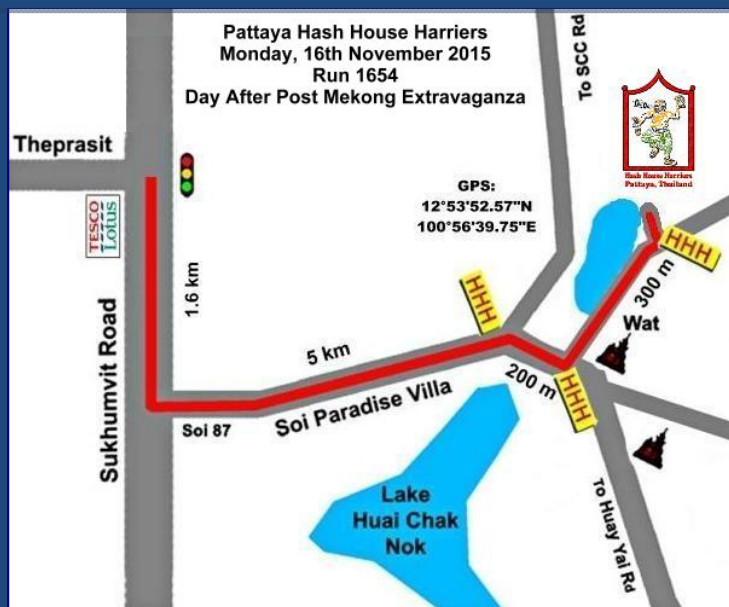 Pattaya Hash House Harriers
Monday, 16th November 2015
Run 1654
Day After Post Mekong Extravaganza
To SCC Rd
Theprasit
Hash House Harriers
Pattaya, Thailand
GPS:
12°53'52.57"N
100°56'39.75"E
TESCO
Lotus
1.6 km
HHH
HHH
300 m
Wat
5 km
200 m
HHH
Sukhumvit Road
Soi 87
Soi Paradise Villa
Lake
Huai Chak
Nok
To Huay Yai Rd